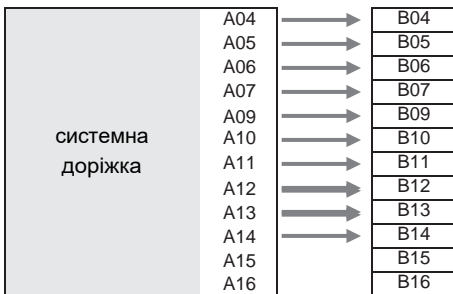 A04 B04
A05 B05
A06 B06
A07 B07
A09 B09
системна A10 B10
доріжка A11 B11
A12 B12
A13 B13
A14 B14
A15 B15
A16 B16